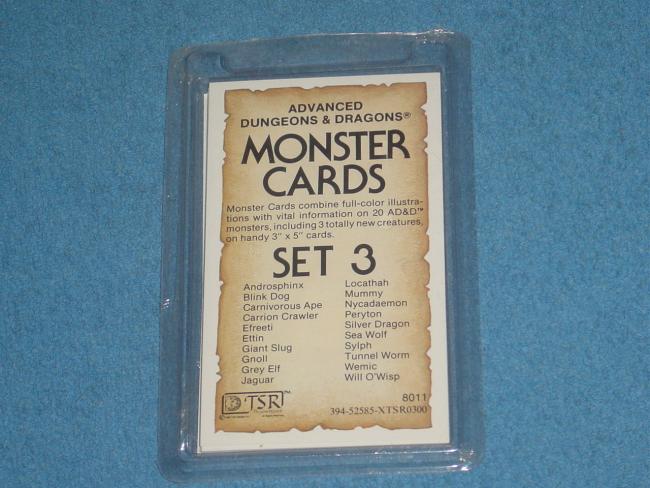 ADVANCED
DUNGEONS & DRAGONS®
MONSTER
CARDS
Monster Cards combine full-color illustra-
tions with vital information on 20 AD&D™
monsters, including 3 totally new creatures,
on handy 3" x 5" cards.
SET 3
Androsphinx
Blink Dog
Carnivorous Ape
Carrion Crawler
Efreeti
Ettin
Giant Slug
Gnoll
Grey Elf
Jaguar
Locathah
Mummy
Nycadaemon
Peryton
Silver Dragon
Sea Wolf
Sylph
Tunnel Worm
Wemic
Will O'Wisp
TSR™
8011
394-52585-XTSR0300